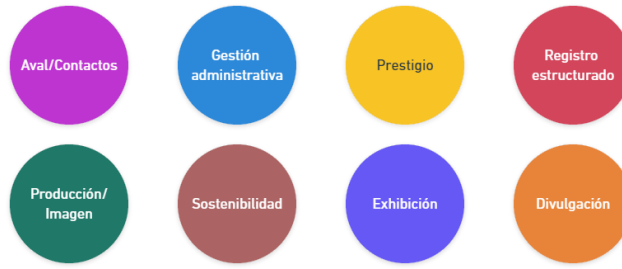 Aval/Contactos
Gestión
administrativa
Prestigio
Registro
estructurado
Producción/
Imagen
Sostenibilidad
Exhibición
Divulgación